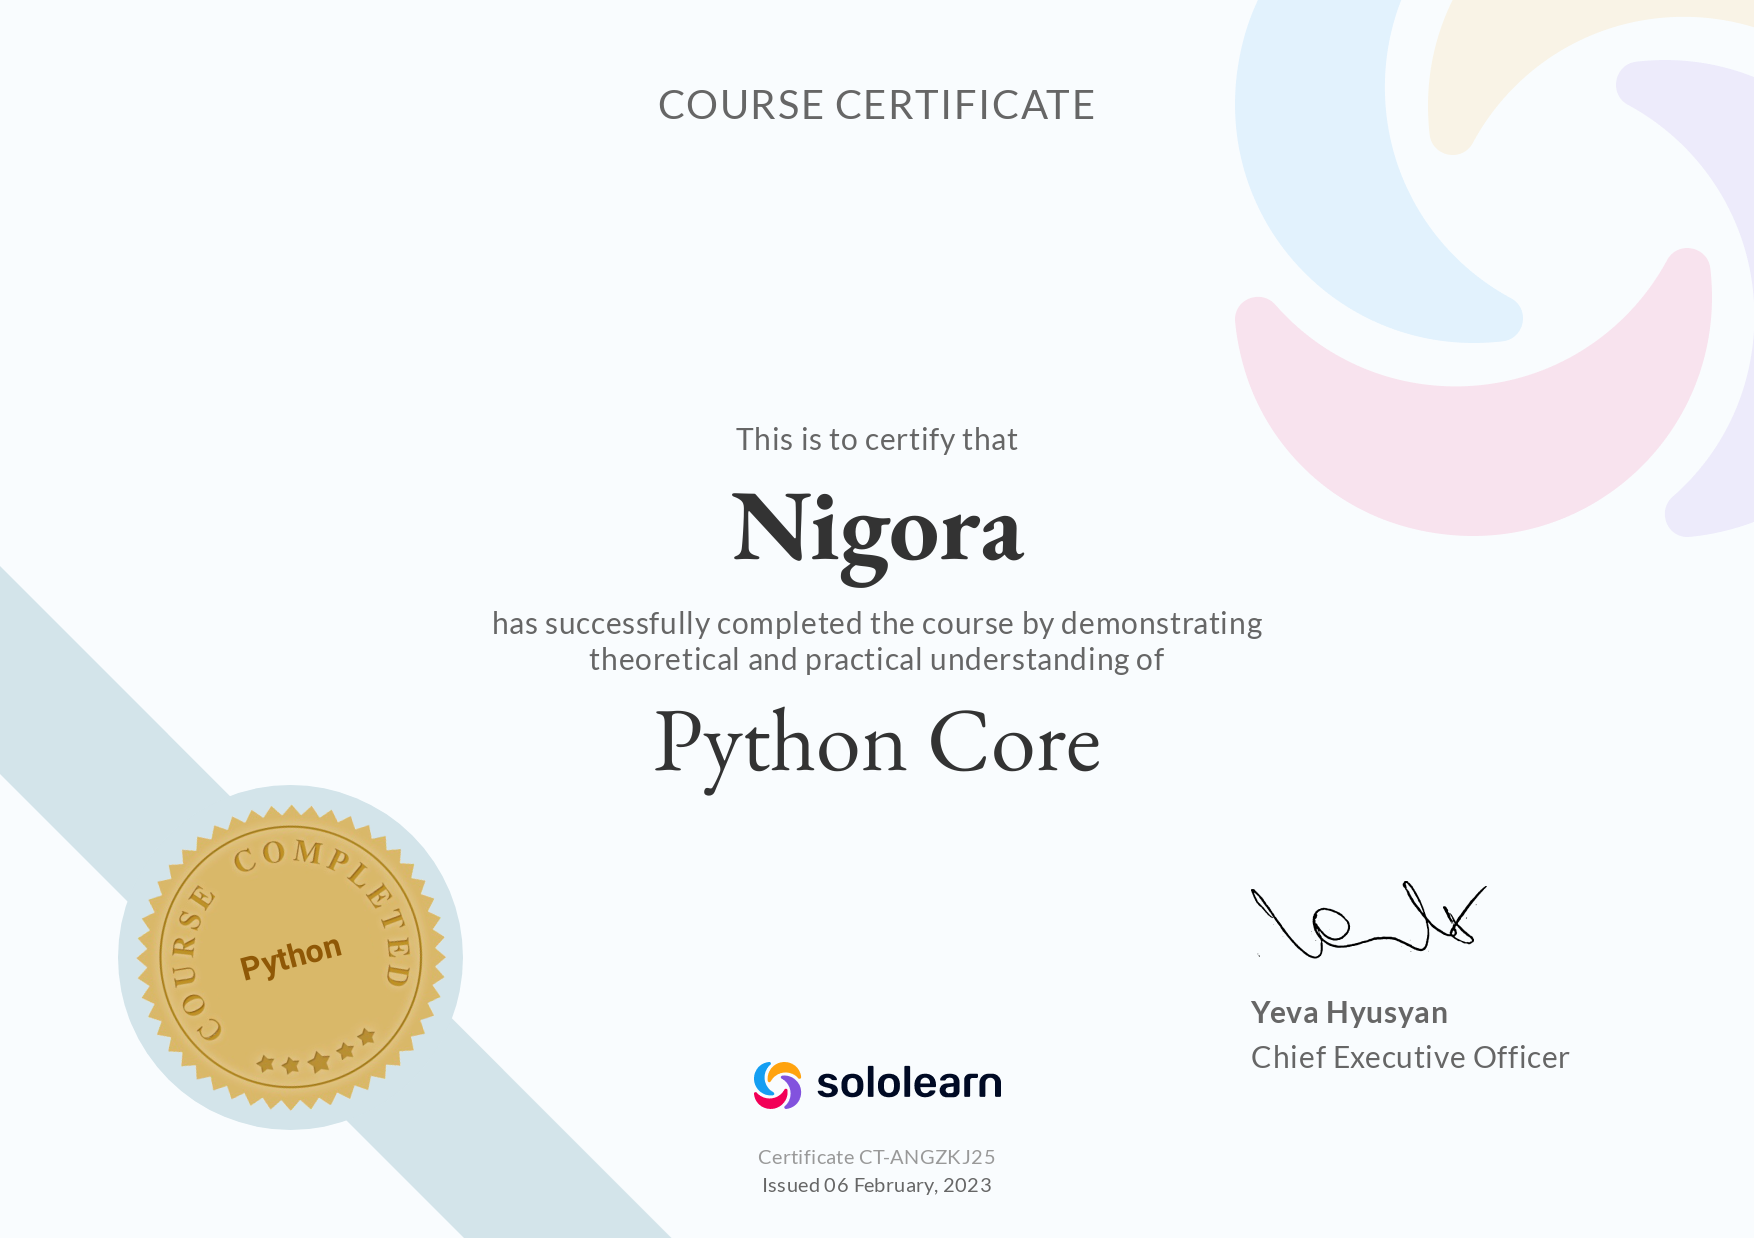 COURSE CERTIFICATE
This is to certify that
Nigora
has successfully completed the course by demonstrating
theoretical and practical understanding of
Python Core
COURSE COMPLETED
Python
Yeva Hyusyan
Chief Executive Officer
sololearn
Certificate CT-ANGZKJ25
Issued 06 February, 2023